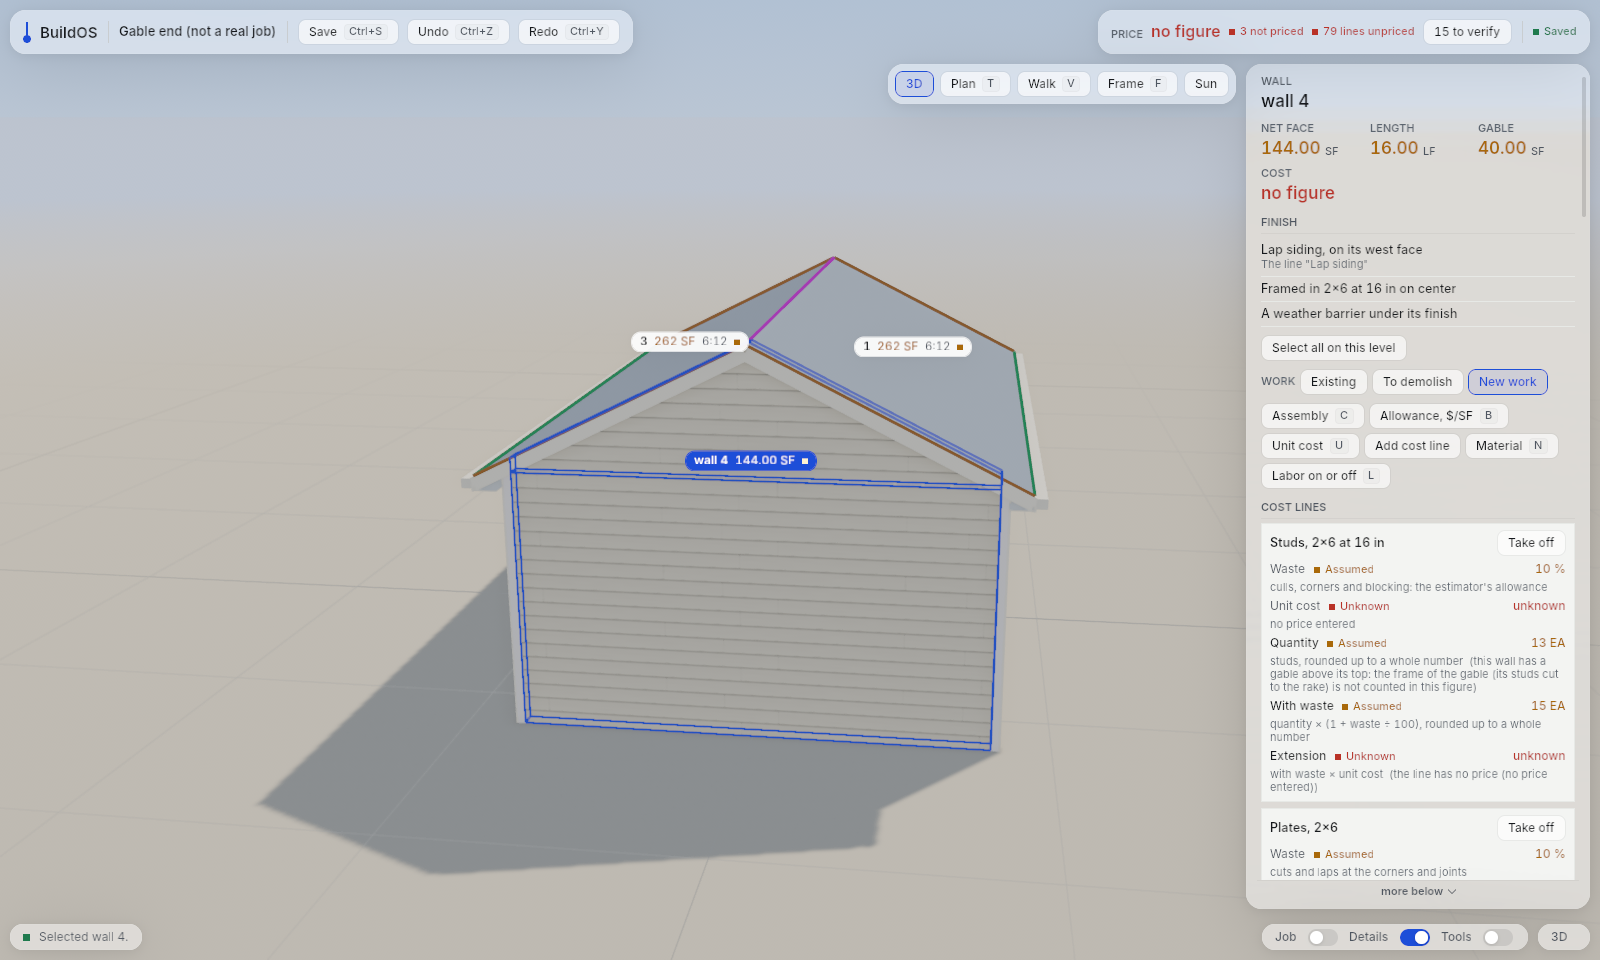 BuildOS
Gable end (not a real job)
Save Ctrl+S
Undo Ctrl+Z
Redo Ctrl+Y
PRICE no figure 3 not priced 79 lines unpriced 15 to verify Saved
3D
Plan T
Walk V
Frame F
Sun
WALL
wall 4
NET FACE LENGTH GABLE
144.00 SF 16.00 LF 40.00 SF
COST
no figure
FINISH
Lap siding, on its west face
The line "Lap siding"
Framed in 2×6 at 16 in on center
A weather barrier under its finish
Select all on this level
WORK Existing To demolish New work
Assembly C Allowance, $/SF B
Unit cost U Add cost line Material N
Labor on or off L
COST LINES
Studs, 2×6 at 16 in Take off
Waste Assumed 10 %
culls, corners and blocking: the estimator's allowance
Unit cost Unknown unknown
no price entered
Quantity Assumed 13 EA
studs, rounded up to a whole number (this wall has a
gable above its top: the frame of the gable (its studs cut
to the rake) is not counted in this figure)
With waste Assumed 15 EA
quantity × (1 + waste ÷ 100), rounded up to a whole
number
Extension Unknown unknown
with waste × unit cost (the line has no price (no price
entered))
Plates, 2×6 Take off
Waste Assumed 10 %
cuts and laps at the corners and joints
more below
3 262 SF 6:12
1 262 SF 6:12
wall 4 144.00 SF
Selected wall 4.
Job Details Tools 3D